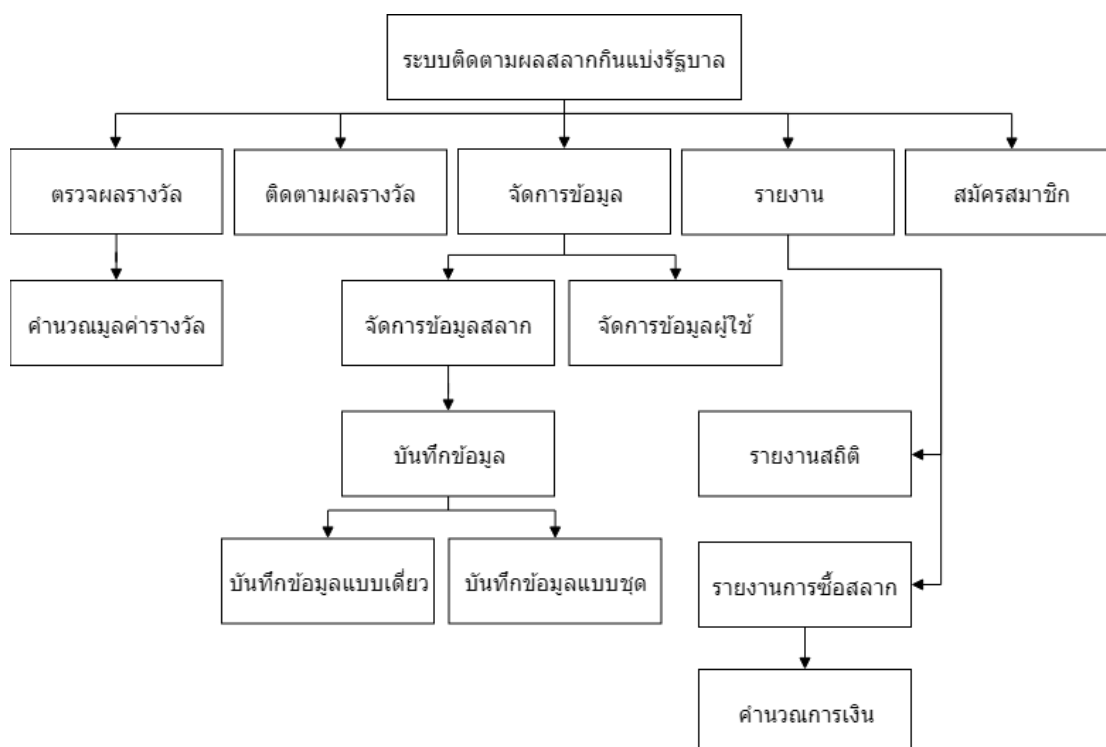 ระบบติดตามผลสลากกินแบ่งรัฐบาล
ตรวจผลรางวัล
ติดตามผลรางวัล
จัดการข้อมูล
รายงาน
สมัครสมาชิก
คำนวณมูลค่ารางวัล
จัดการข้อมูลสลาก
จัดการข้อมูลผู้ใช้
บันทึกข้อมูล
รายงานสถิติ
บันทึกข้อมูลแบบเดี่ยว
บันทึกข้อมูลแบบชุด
รายงานการซื้อสลาก
คำนวณการเงิน